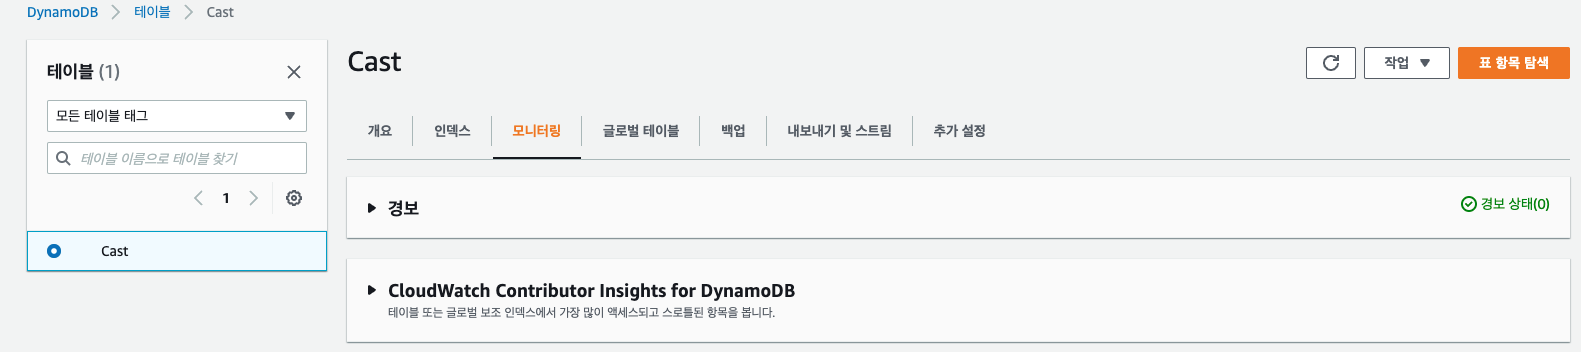 DynamoDB > 테이블 > Cast
테이블 (1)
모든 테이블 태그
테이블 이름으로 테이블 찾기
1
Cast
Cast
작업
표 항목 탐색
개요 인덱스 모니터링 글로벌 테이블 백업 내보내기 및 스트림 추가 설정
경보
경보 상태(0)
CloudWatch Contributor Insights for DynamoDB
테이블 또는 글로벌 보조 인덱스에서 가장 많이 액세스되고 스로틀된 항목을 봅니다.